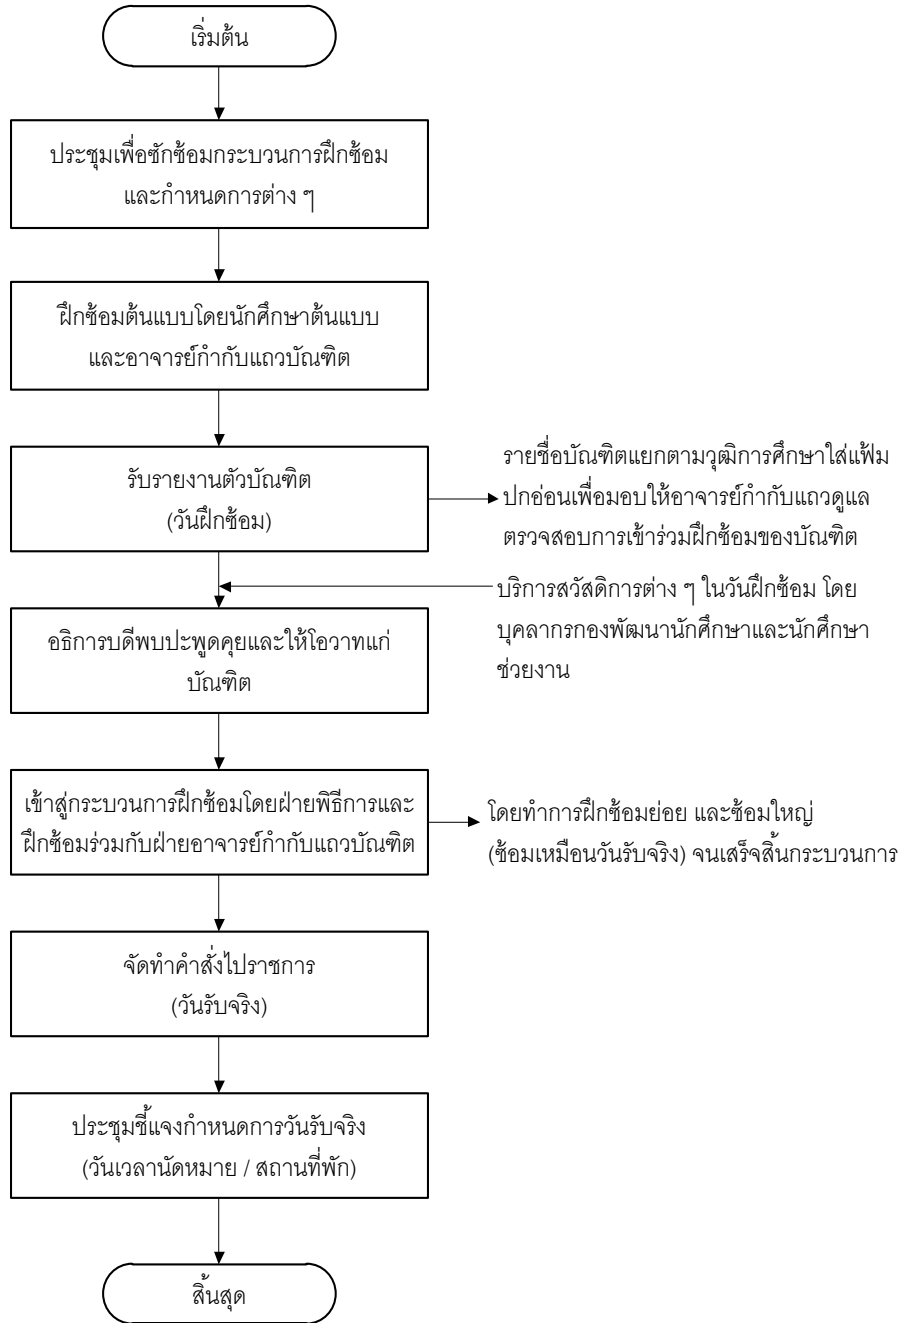 เริ่มต้น
ประชุมเพื่อซักซ้อมกระบวนการฝึกซ้อม
และกำหนดการต่าง ๆ
ฝึกซ้อมต้นแบบโดยนักศึกษาต้นแบบ
และอาจารย์กำกับแถวบัณฑิต
รับรายงานตัวบัณฑิต
(วันฝึกซ้อม)
รายชื่อบัณฑิตแยกตามวุฒิการศึกษาใส่แฟ้ม
ปกอ่อนเพื่อมอบให้อาจารย์กำกับแถวดูแล
ตรวจสอบการเข้าร่วมฝึกซ้อมของบัณฑิต
บริการสวัสดิการต่าง ๆ ในวันฝึกซ้อม โดย
บุคลากรกองพัฒนานักศึกษาและนักศึกษา
ช่วยงาน
อธิการบดีพบปะพูดคุยและให้โอวาทแก่
บัณฑิต
เข้าสู่กระบวนการฝึกซ้อมโดยฝ่ายพิธีการและ
ฝึกซ้อมร่วมกับฝ่ายอาจารย์กำกับแถวบัณฑิต
โดยทำการฝึกซ้อมย่อย และซ้อมใหญ่
(ซ้อมเหมือนวันรับจริง) จนเสร็จสิ้นกระบวนการ
จัดทำคำสั่งไปราชการ
(วันรับจริง)
ประชุมชี้แจงกำหนดการวันรับจริง
(วันเวลานัดหมาย / สถานที่พัก)
สิ้นสุด